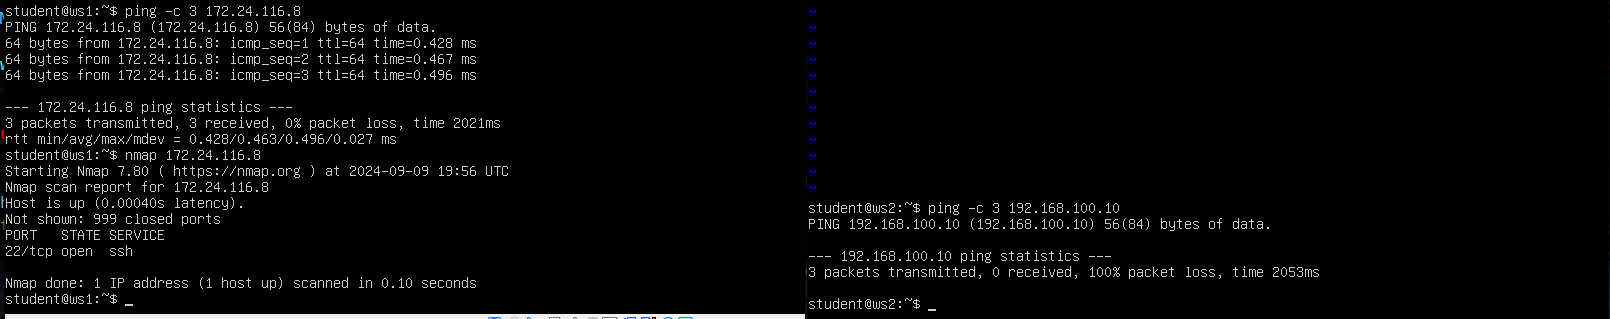 student@ws1:~$ ping -c 3 172.24.116.8
PING 172.24.116.8 (172.24.116.8) 56(84) bytes of data.
64 bytes from 172.24.116.8: icmp_seq=1 ttl=64 time=0.428 ms
64 bytes from 172.24.116.8: icmp_seq=2 ttl=64 time=0.467 ms
64 bytes from 172.24.116.8: icmp_seq=3 ttl=64 time=0.496 ms
--- 172.24.116.8 ping statistics ---
3 packets transmitted, 3 received, 0% packet loss, time 2021ms
rtt min/avg/max/mdev = 0.428/0.463/0.496/0.027 ms
student@ws1:~$ nmap 172.24.116.8
Starting Nmap 7.80 ( https://nmap.org ) at 2024-09-09 19:56 UTC
Nmap scan report for 172.24.116.8
Host is up (0.00040s latency).
Not shown: 999 closed ports
PORT   STATE SERVICE
22/tcp open  ssh
Nmap done: 1 IP address (1 host up) scanned in 0.10 seconds
student@ws1:~$ _
~
~
~
~
~
~
~
~
~
~
~
~
student@ws2:~$ ping -c 3 192.168.100.10
PING 192.168.100.10 (192.168.100.10) 56(84) bytes of data.
--- 192.168.100.10 ping statistics ---
3 packets transmitted, 0 received, 100% packet loss, time 2053ms
student@ws2:~$ _